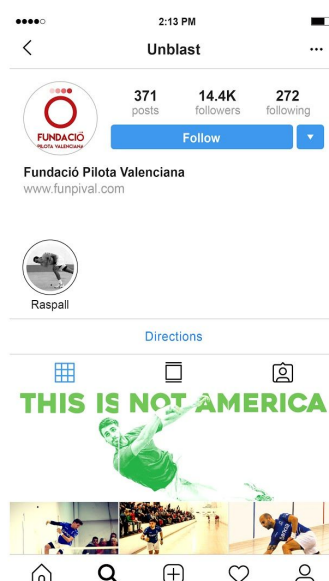 2:13 PM
Unblast
371 14.4K 272
posts followers following
Follow
FUNDACIÓ
PILOTA VALENCIANA
Fundació Pilota Valenciana
www.funpival.com
Raspall
Directions
THIS IS NOT AMERICA